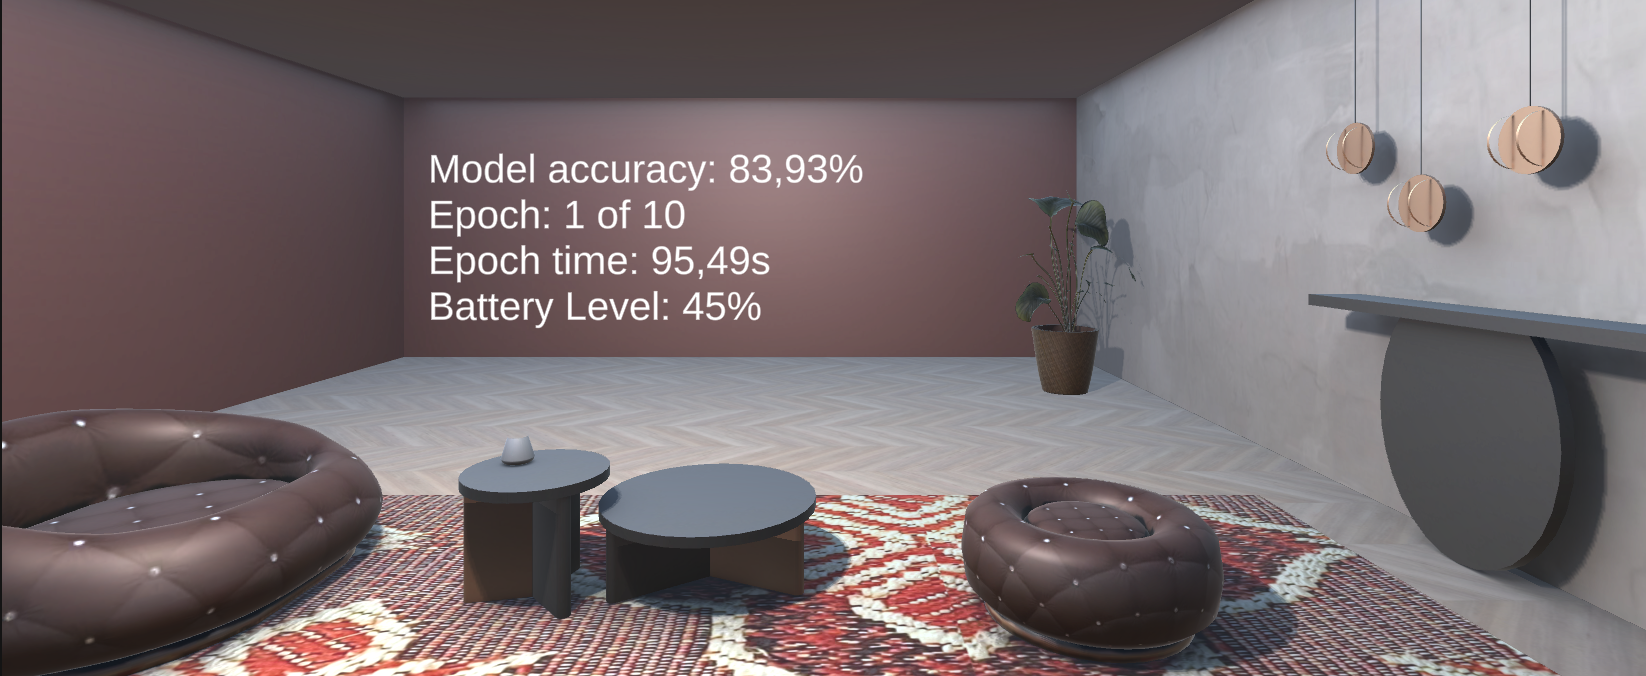 Model accuracy: 83,93%
Epoch: 1 of 10
Epoch time: 95,49s
Battery Level: 45%